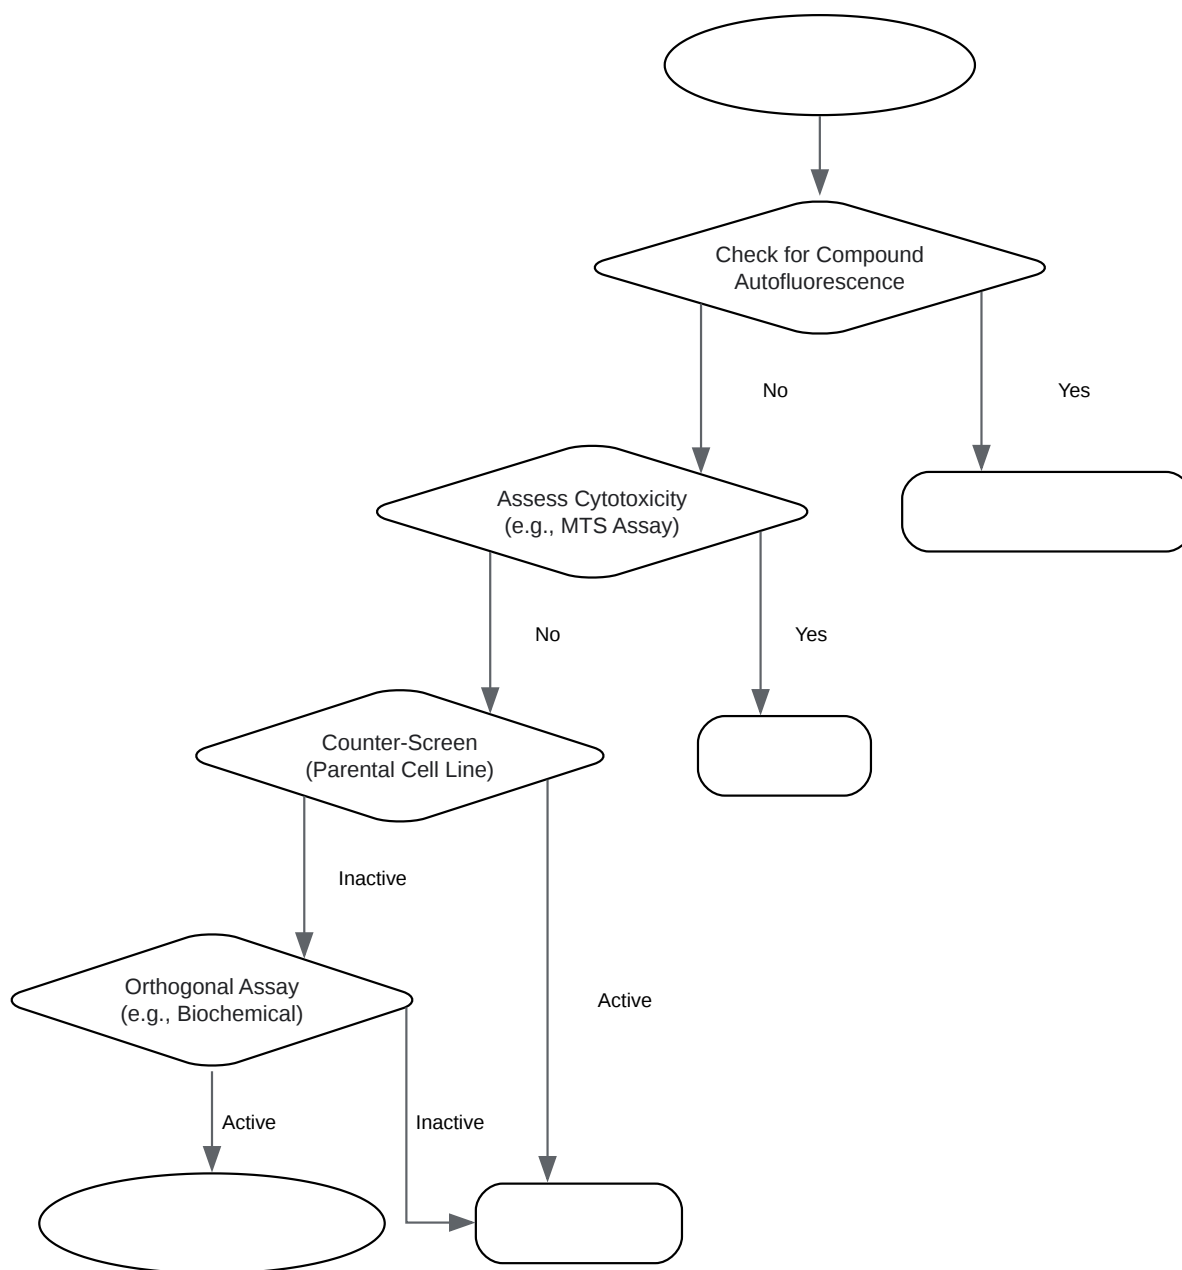 Check for Compound
Autofluorescence
No
Yes
Assess Cytotoxicity
(e.g., MTS Assay)
No
Yes
Counter-Screen
(Parental Cell Line)
Inactive
Orthogonal Assay
(e.g., Biochemical)
Active
Active
Inactive